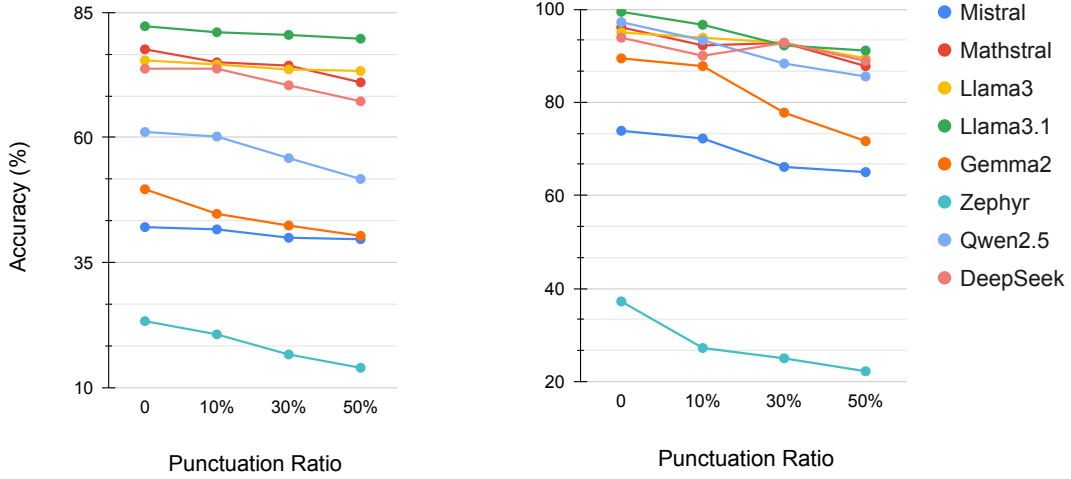 Accuracy (%)
85
60
35
10
0 10% 30% 50%
Punctuation Ratio
100
80
60
40
20
0 10% 30% 50%
Punctuation Ratio
Mistral
Mathstral
Llama3
Llama3.1
Gemma2
Zephyr
Qwen2.5
DeepSeek